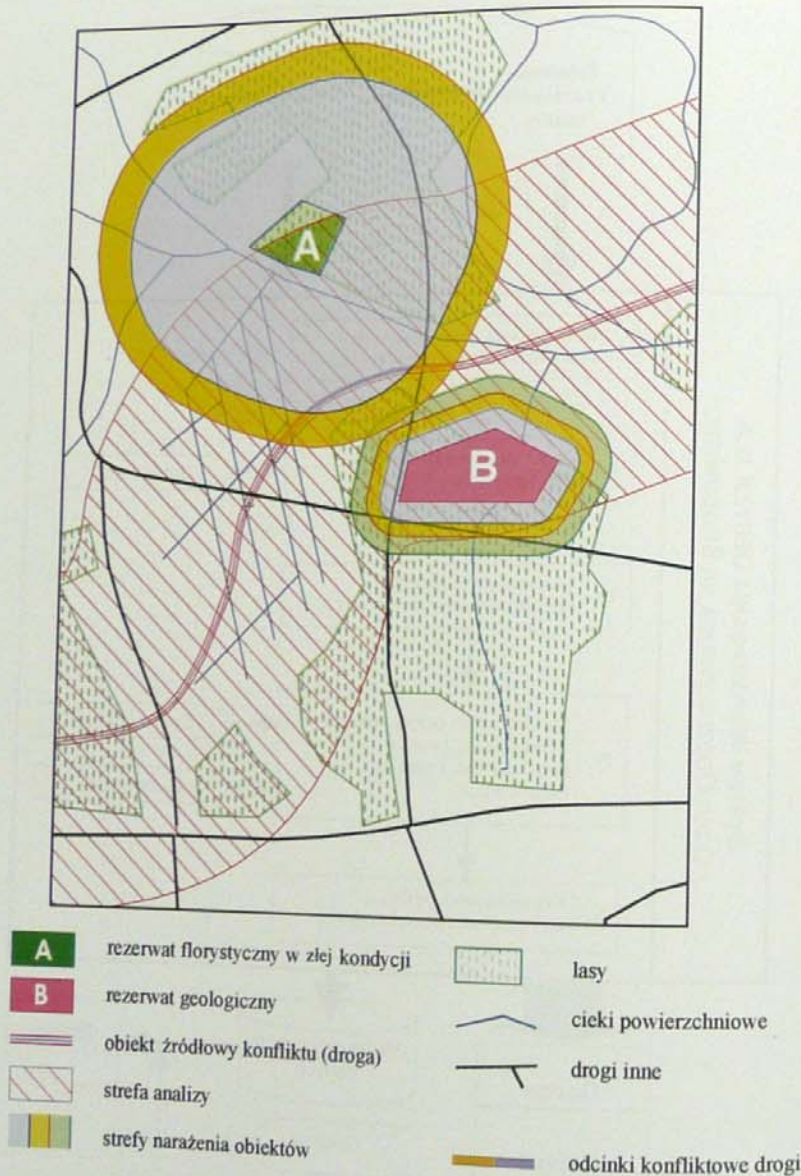 A
B
A rezerwat florystyczny w złej kondycji
B rezerwat geologiczny
obiekt źródłowy konfliktu (droga)
strefa analizy
strefy narażenia obiektów
lasy
cieki powierzchniowe
drogi inne
odcinki konfliktowe drogi